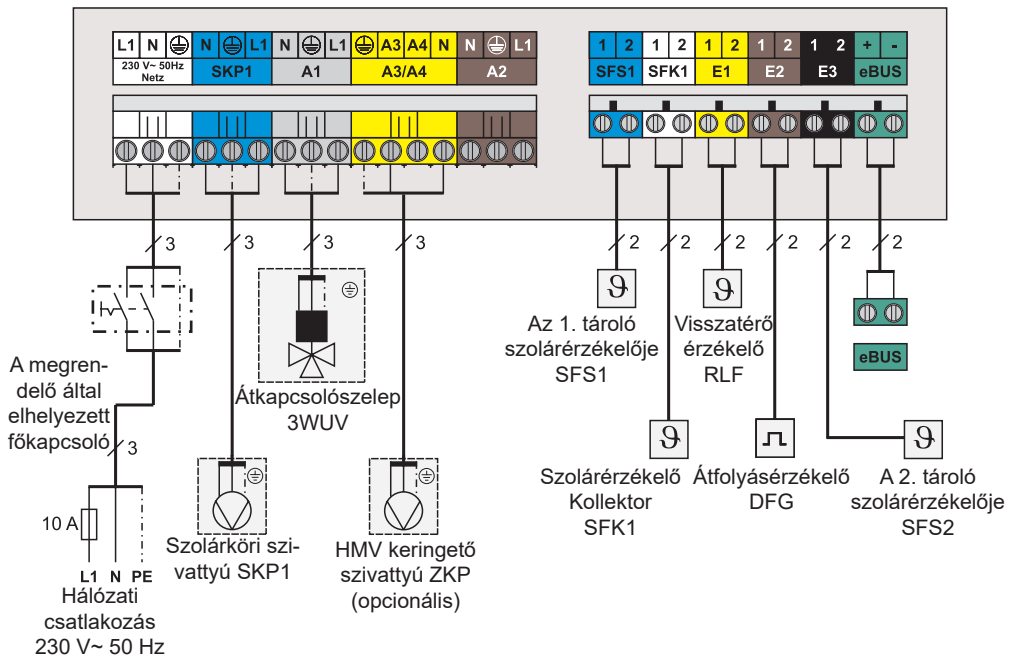 L1 N N L1 N L1 A3 A4 N N L1
230 V~ 50Hz
Netz
SKP1 A1 A3/A4 A2
1 2 1 2 1 2 1 2 1 2 + -
SFS1 SFK1 E1 E2 E3 eBUS
3 3 3 3 2 2 2 2 2 2
ϑ
Az 1. tároló
szolárérzékelője
SFS1
ϑ
Visszatérő
érzékelő
RLF
eBUS
A megren-
delő által
elhelyezett
főkapcsoló
3
Átkapcsolószelep
3WUV
ϑ
Szolárérzékelő
Kollektor
SFK1
Átfolyásérzékelő
DFG
ϑ
A 2. tároló
szolárérzékelője
SFS2
10 A
L1 N PE
Hálózati
csatlakozás
230 V~ 50 Hz
Szolárköri szi-
vattyú SKP1
HMV keringető
szivattyú ZKP
(opcionális)